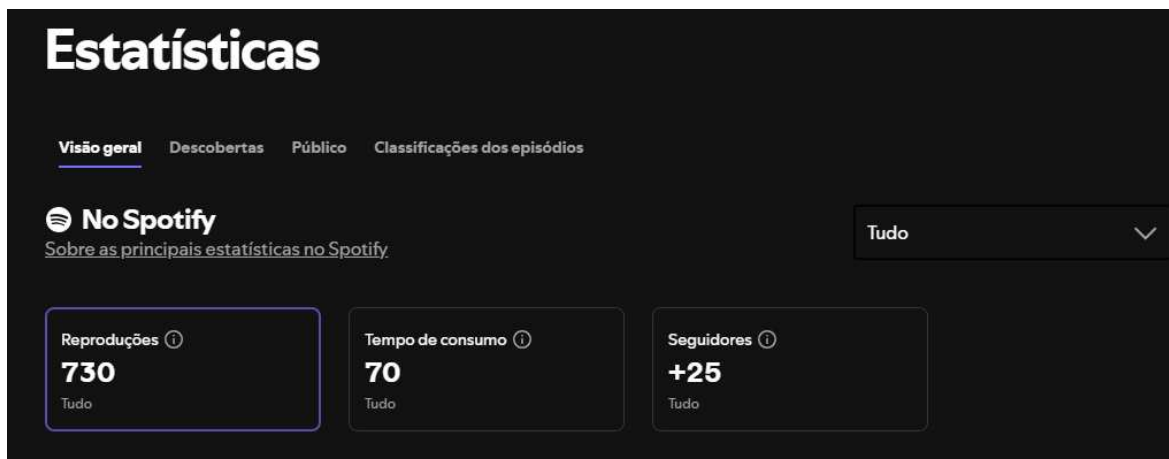 Estatísticas
Visão geral Descobertas Público Classificações dos episódios
No Spotify
Sobre as principais estatísticas no Spotify
Tudo
Reproduções
730
Tudo
Tempo de consumo
70
Tudo
Seguidores
+25
Tudo